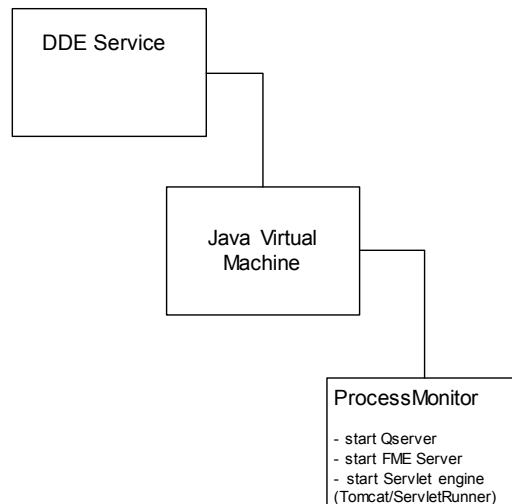 DDE Service
Java Virtual
Machine
ProcessMonitor
- start Qserver
- start FME Server
- start Servlet engine
(Tomcat/ServletRunner)